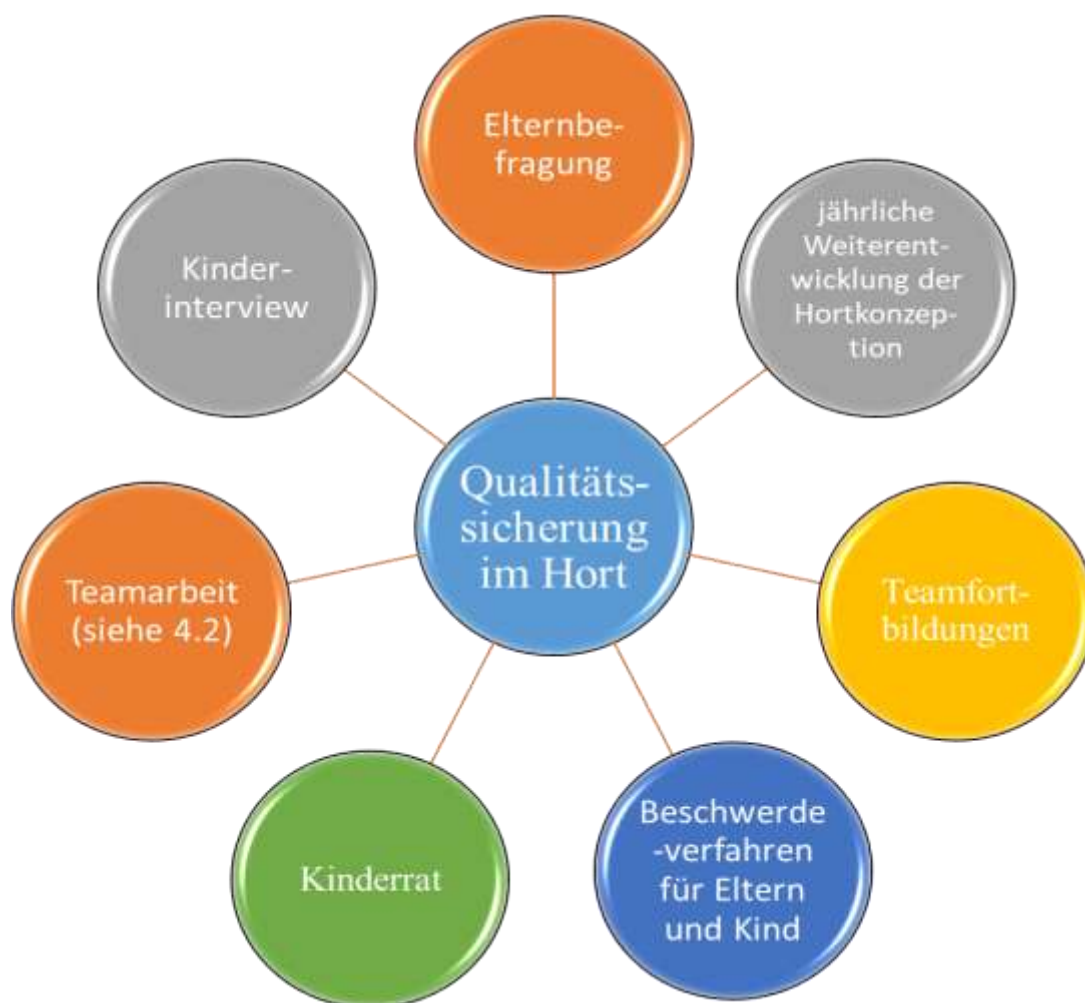 Elternbe-
fragung
jährliche
Weiterent-
wicklung der
Hortkonzep-
tion
Kinder-
interview
Qualitäts-
sicherung
im Hort
Teamarbeit
(siehe 4.2)
Teamfort-
bildungen
Beschwerde
-verfahren
für Eltern
und Kind
Kinderrat